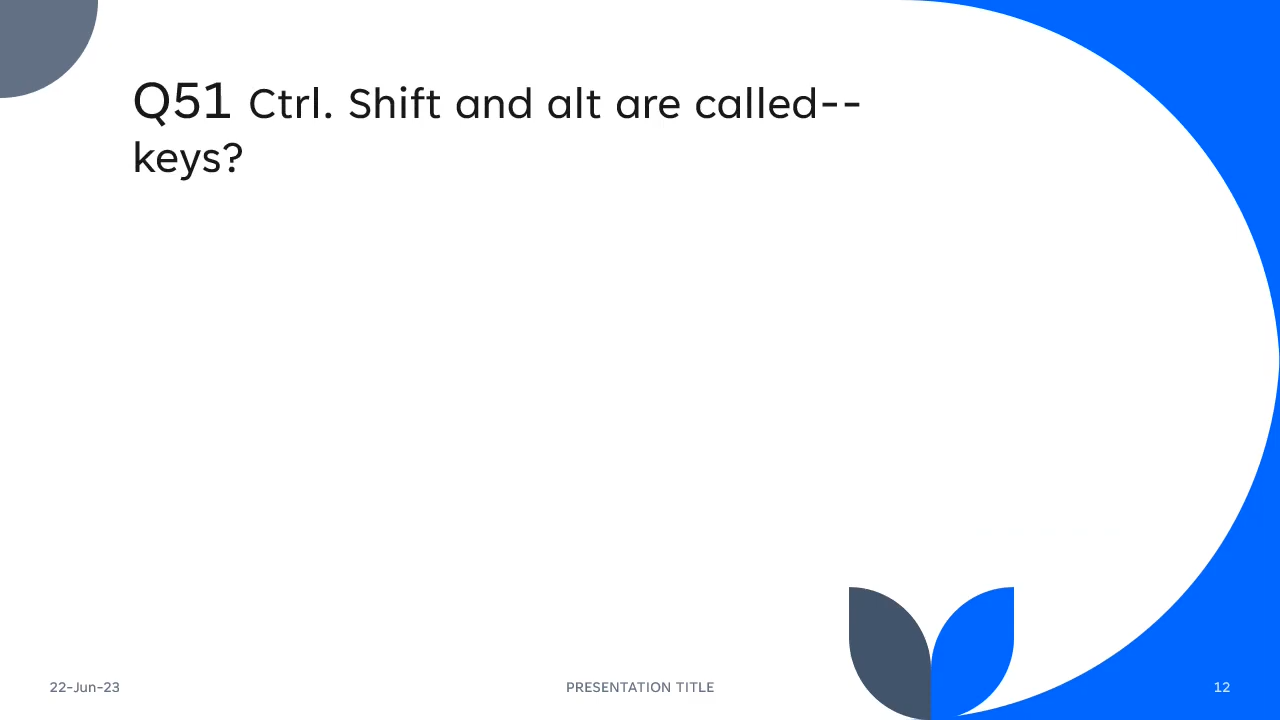 Q51 Ctrl. Shift and alt are called--
keys?
22-Jun-23
PRESENTATION TITLE
12